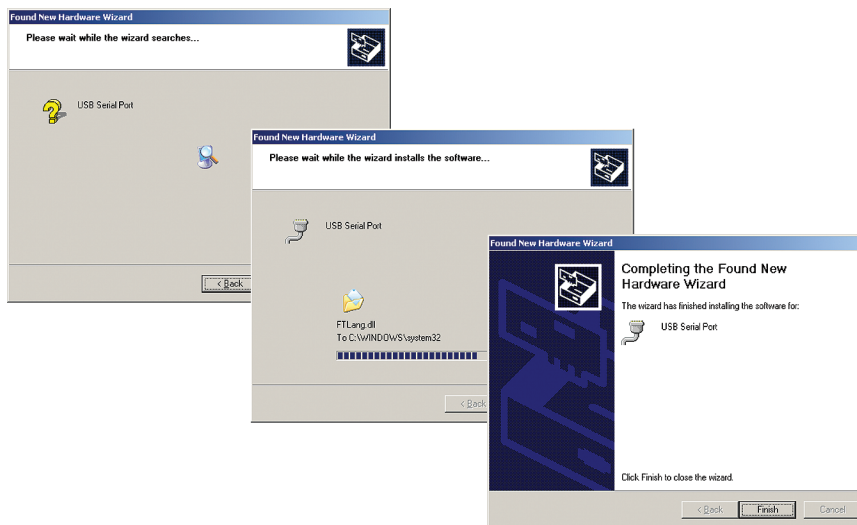 Found New Hardware Wizard
Please wait while the wizard searches...
USB Serial Port
< Back
Found New Hardware Wizard
Please wait while the wizard installs the software...
USB Serial Port
FTLang.dll
To C:\WINDOWS\system32
< Back
Found New Hardware Wizard
Completing the Found New
Hardware Wizard
The wizard has finished installing the software for:
USB Serial Port
Click Finish to close the wizard.
< Back Finish Cancel